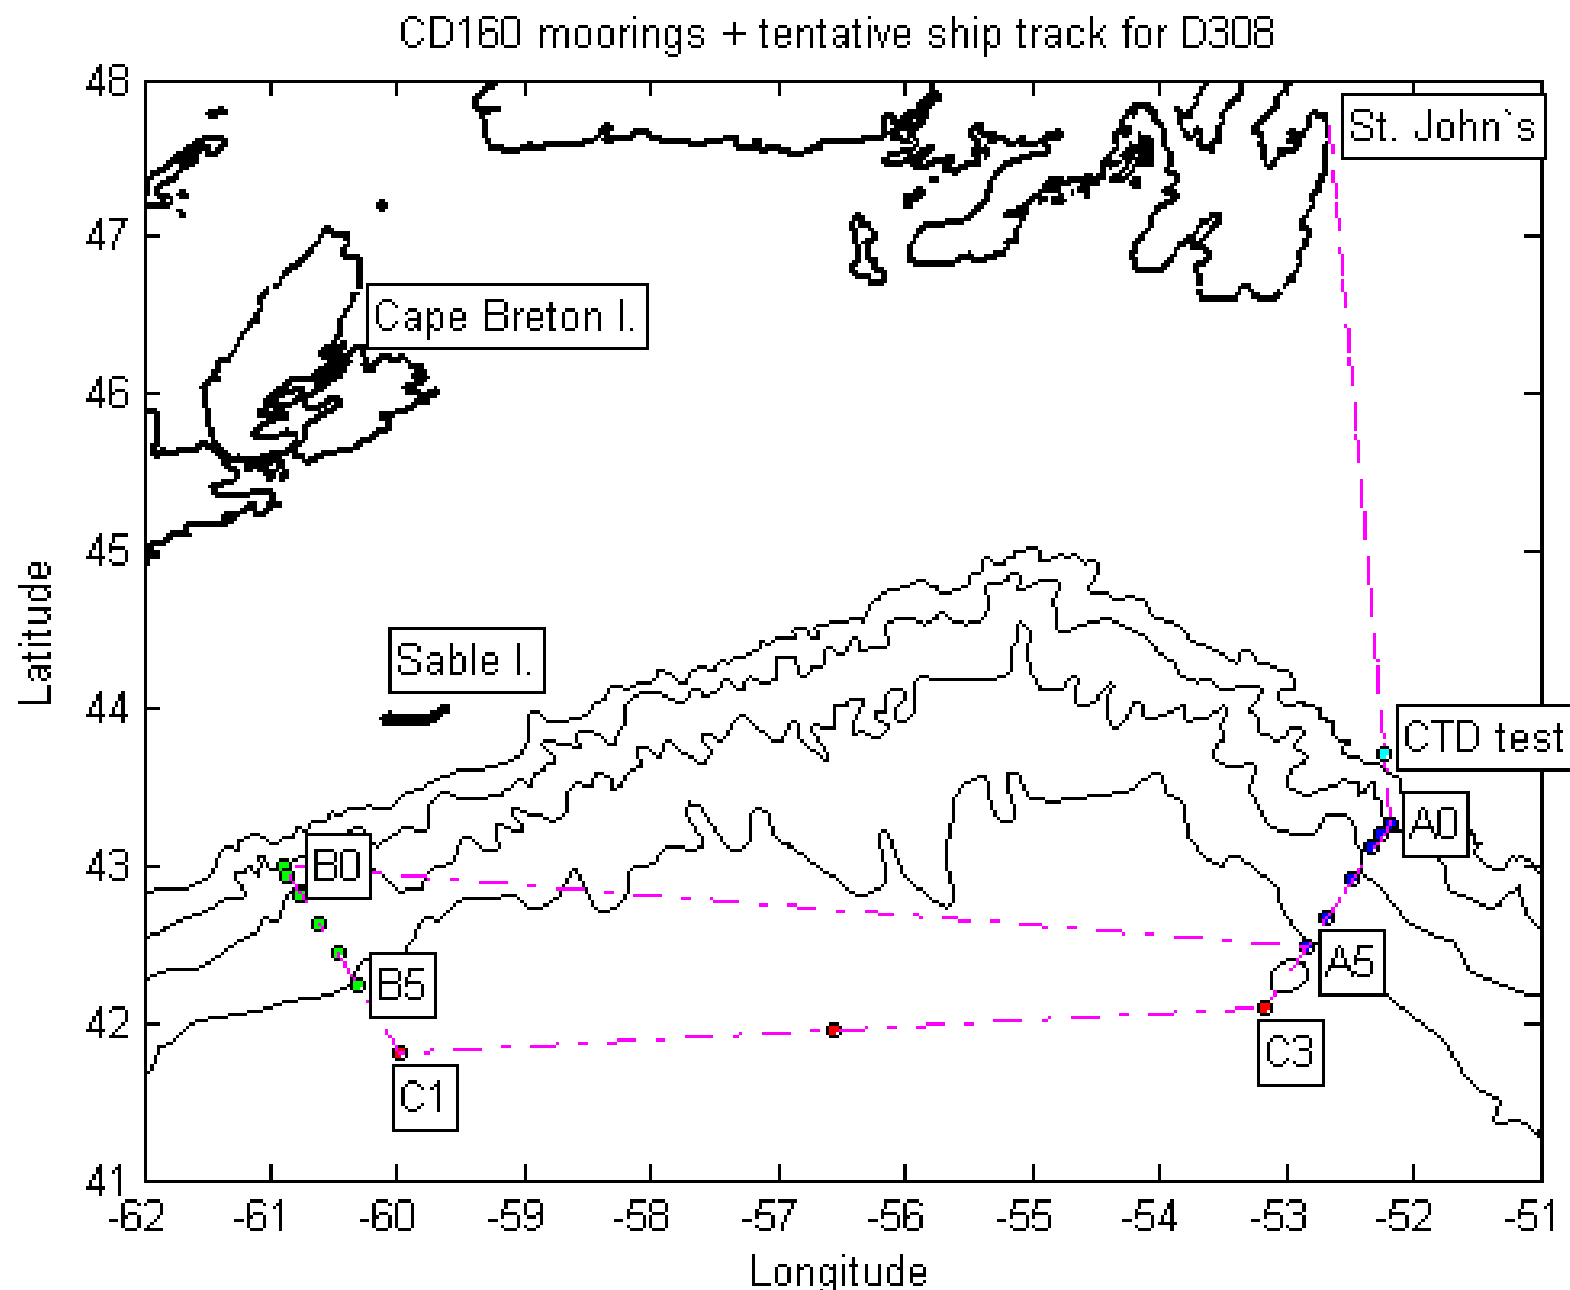 CD160 moorings + tentative ship track for D308
48
St. John`s
47
Cape Breton I.
46
45
Latitude
Sable I.
44
CTD test
A0
43
B0
A5
B5
42
C3
C1
41
-62 -61 -60 -59 -58 -57 -56 -55 -54 -53 -52 -51
Longitude